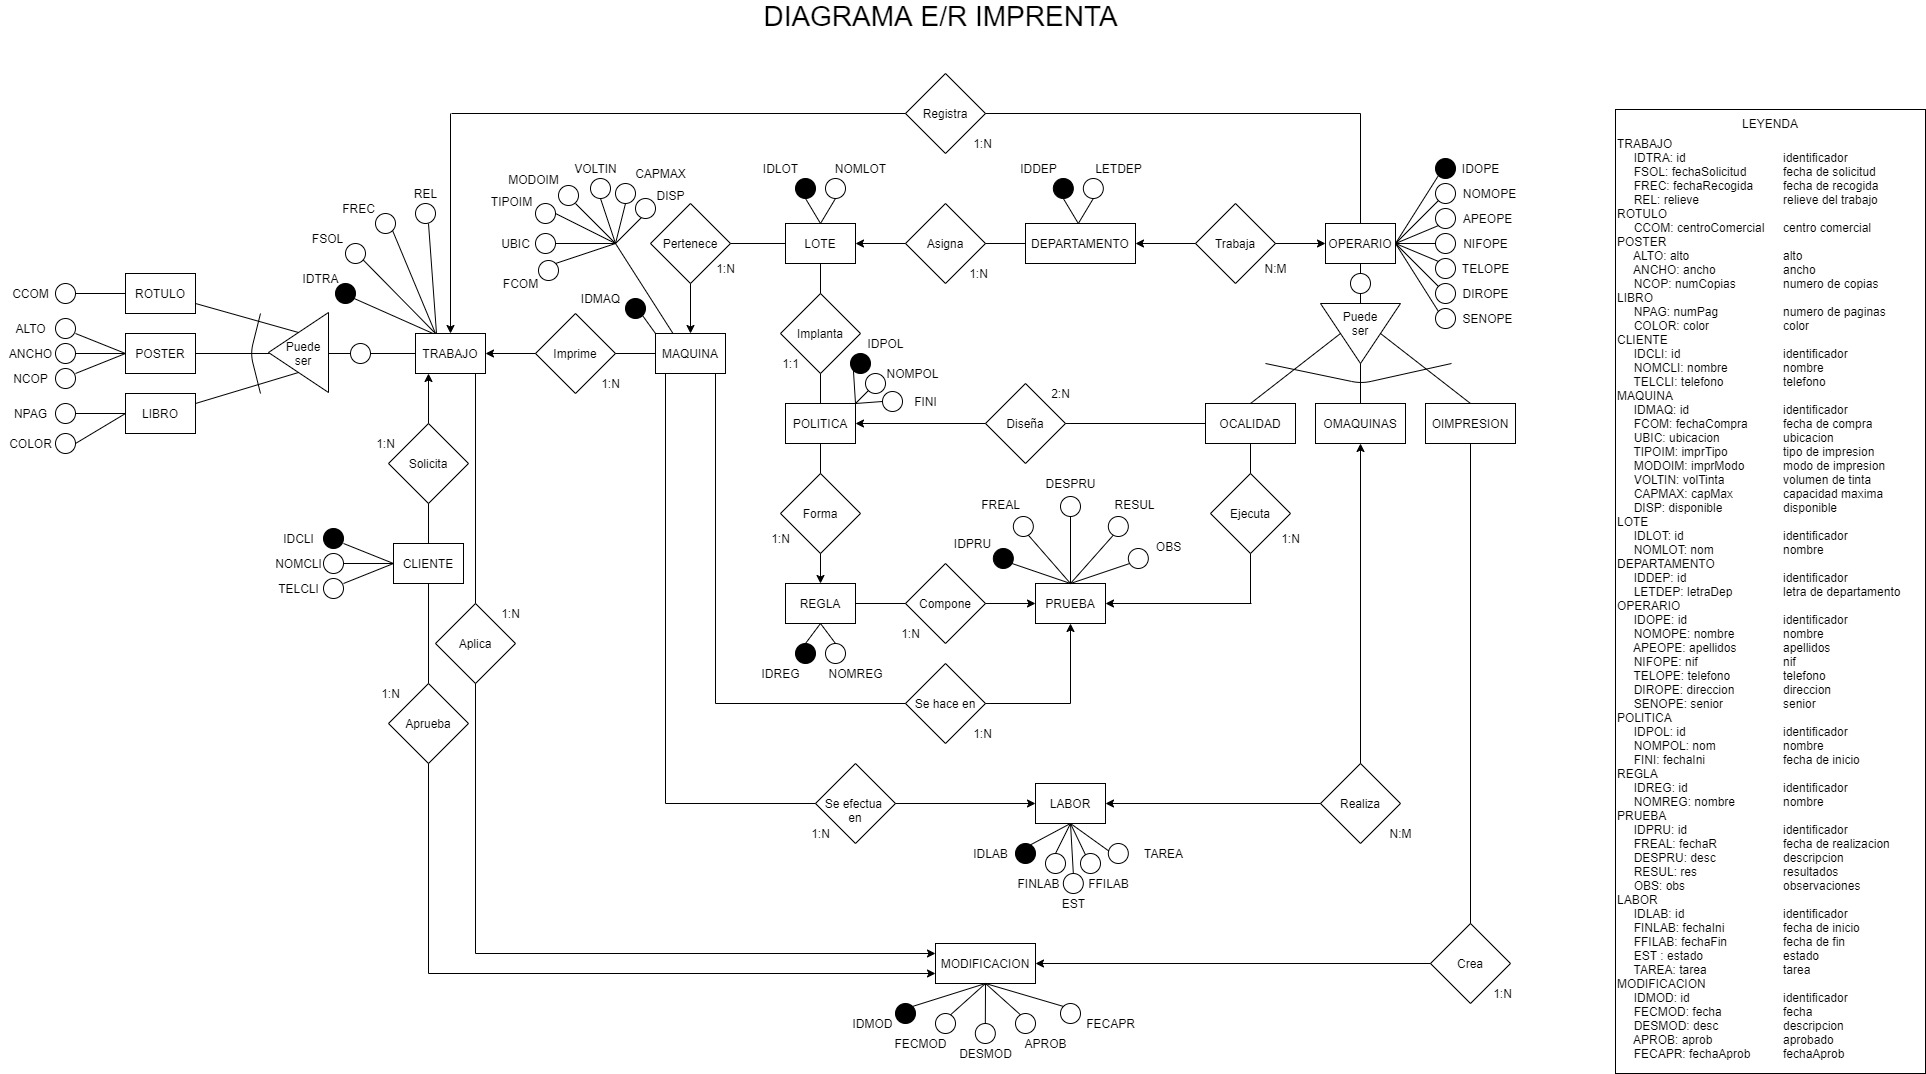 DIAGRAMA E/R IMPRENTA
Registra
1:N
VOLTIN
CAPMAX
MODOIM
DISP
TIPOIM
UBIC
FCOM
IDMAQ
REL
FREC
FSOL
IDTRA
Pertenece
1:N
IDLOT
NOMLOT
LOTE
Asigna
1:N
IDDEP
LETDEP
DEPARTAMENTO
Trabaja
N:M
OPERARIO
IDOPE
NOMOPE
APEOPE
NIFOPE
TELOPE
DIROPE
SENOPE
Puede
ser
CCOM
ROTULO
ALTO
ANCHO
NCOP
POSTER
NPAG
COLOR
LIBRO
Puede
ser
TRABAJO
Imprime
1:N
MAQUINA
Implanta
1:1
IDPOL
NOMPOL
FINI
POLITICA
Diseña
2:N
OCALIDAD
OMAQUINAS
OIMPRESION
1:N
Solicita
IDCLI
NOMCLI
TELCLI
CLIENTE
Forma
1:N
DESPRU
FREAL
RESUL
IDPRU
OBS
Ejecuta
1:N
REGLA
IDREG
NOMREG
Compone
1:N
PRUEBA
1:N
Aplica
1:N
Aprueba
Se hace en
1:N
Se efectua
en
1:N
LABOR
IDLAB
FINLAB
EST
FFILAB
TAREA
Realiza
N:M
MODIFICACION
IDMOD
FECMOD
DESMOD
APROB
FECAPR
Crea
1:N
LEYENDA
TRABAJO
IDTRA: id identificador
FSOL: fechaSolicitud fecha de solicitud
FREC: fechaRecogida fecha de recogida
REL: relieve relieve del trabajo
ROTULO
CCOM: centroComercial centro comercial
POSTER
ALTO: alto alto
ANCHO: ancho ancho
NCOP: numCopias numero de copias
LIBRO
NPAG: numPag numero de paginas
COLOR: color color
CLIENTE
IDCLI: id identificador
NOMCLI: nombre nombre
TELCLI: telefono telefono
MAQUINA
IDMAQ: id identificador
FCOM: fechaCompra fecha de compra
UBIC: ubicacion ubicacion
TIPOIM: imprTipo tipo de impresion
MODOIM: imprModo modo de impresion
VOLTIN: volTinta volumen de tinta
CAPMAX: capMax capacidad maxima
DISP: disponible disponible
LOTE
IDLOT: id identificador
NOMLOT: nom nombre
DEPARTAMENTO
IDDEP: id identificador
LETDEP: letraDep letra de departamento
OPERARIO
IDOPE: id identificador
NOMOPE: nombre nombre
APEOPE: apellidos apellidos
NIFOPE: nif nif
TELOPE: telefono telefono
DIROPE: direccion direccion
SENOPE: senior senior
POLITICA
IDPOL: id identificador
NOMPOL: nom nombre
FINI: fechaIni fecha de inicio
REGLA
IDREG: id identificador
NOMREG: nombre nombre
PRUEBA
IDPRU: id identificador
FREAL: fechaR fecha de realizacion
DESPRU: desc descripcion
RESUL: res resultados
OBS: obs observaciones
LABOR
IDLAB: id identificador
FINLAB: fechaIni fecha de inicio
FFILAB: fechaFin fecha de fin
EST : estado estado
TAREA: tarea tarea
MODIFICACION
IDMOD: id identificador
FECMOD: fecha fecha
DESMOD: desc descripcion
APROB: aprob aprobado
FECAPR: fechaAprob fechaAprob